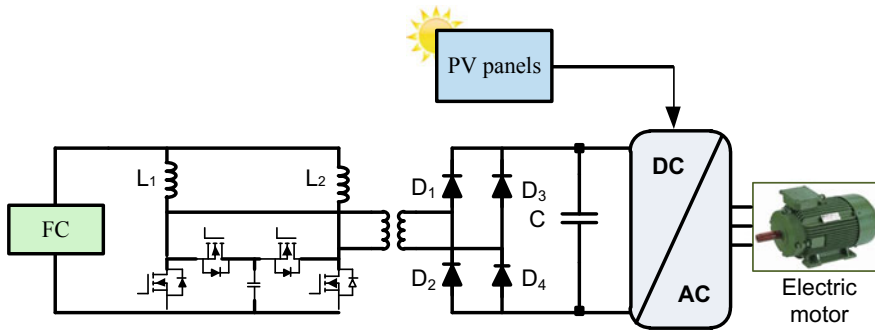 PV panels
L1
L2
D1
D3
DC
FC
C
D2
D4
AC
Electric
motor